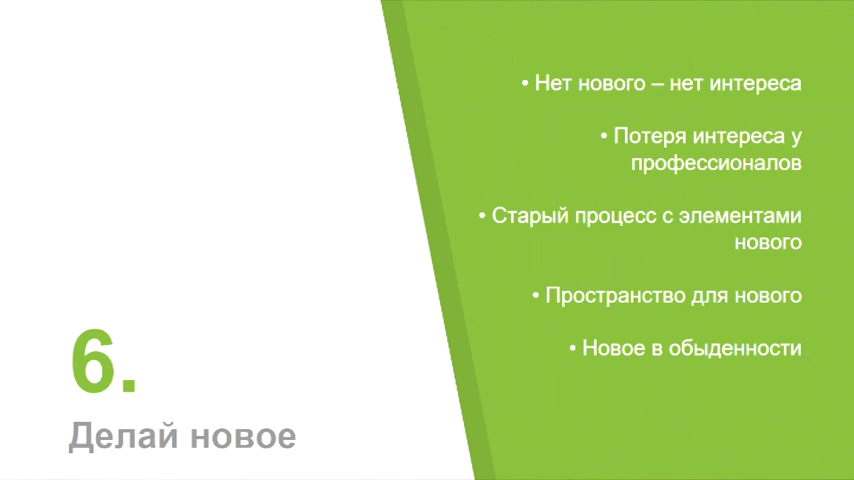 6.
Делай новое
• Нет нового – нет интереса
• Потеря интереса у
профессионалов
• Старый процесс с элементами
нового
• Пространство для нового
• Новое в обыденности